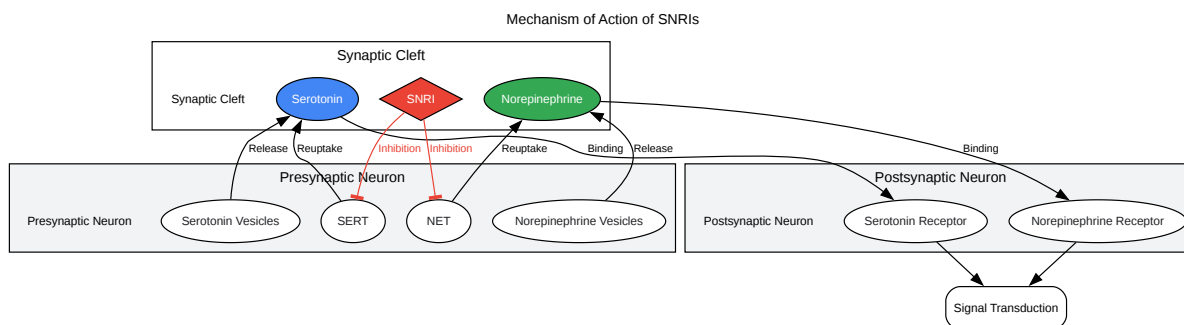 Mechanism of Action of SNRIs
Synaptic Cleft
Synaptic Cleft
Serotonin
SNRI
Norepinephrine
Release
Reuptake
Inhibition
Inhibition
Reuptake
Binding
Release
Binding
Presynaptic Neuron
Presynaptic Neuron
Serotonin Vesicles
SERT
NET
Norepinephrine Vesicles
Postsynaptic Neuron
Postsynaptic Neuron
Serotonin Receptor
Norepinephrine Receptor
Signal Transduction